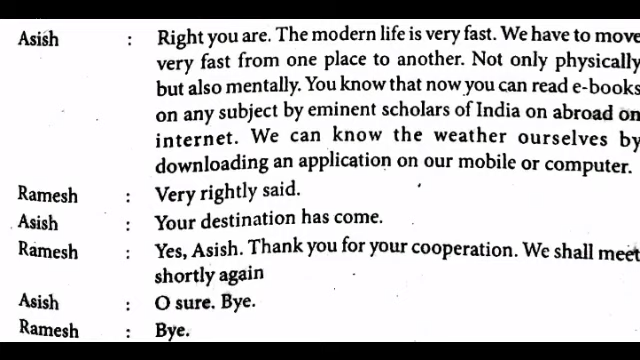 Asish : Right you are. The modern life is very fast. We have to move
very fast from one place to another. Not only physically
but also mentally. You know that now you can read e-books
on any subject by eminent scholars of India on abroad on
internet. We can know the weather ourselves by
downloading an application on our mobile or computer.
Ramesh : Very rightly said.
Asish : Your destination has come.
Ramesh : Yes, Asish. Thank you for your cooperation. We shall meet
shortly again
Asish : O sure. Bye.
Ramesh : Bye.